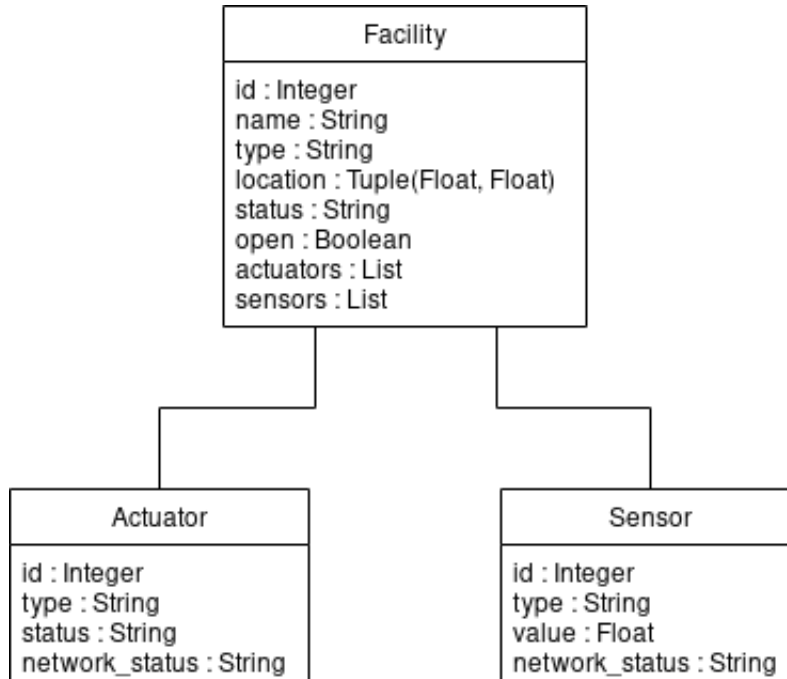 Facility
id : Integer
name : String
type : String
location : Tuple(Float, Float)
status : String
open : Boolean
actuators : List
sensors : List
Actuator
id : Integer
type : String
status : String
network_status : String
Sensor
id : Integer
type : String
value : Float
network_status : String